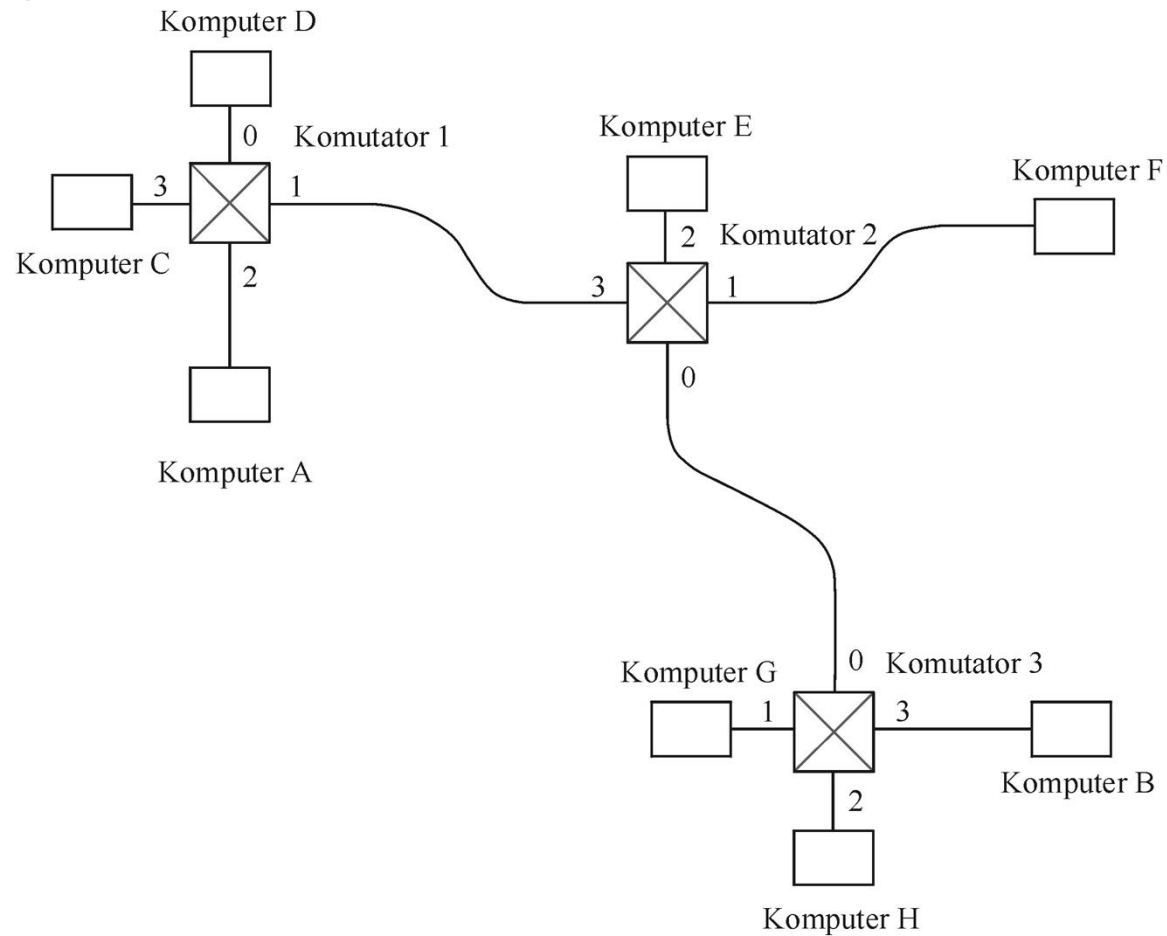 Komputer D
0
Komutator 1
Komputer E
Komputer F
3
1
Komputer C
2
2
Komutator 2
3
1
0
Komputer A
0
Komutator 3
Komputer G
1
3
Komputer B
2
Komputer H